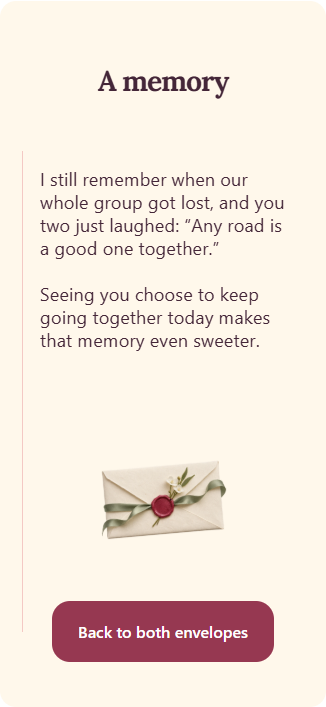 A memory
I still remember when our
whole group got lost, and you
two just laughed: “Any road is
a good one together.”
Seeing you choose to keep
going together today makes
that memory even sweeter.
Back to both envelopes